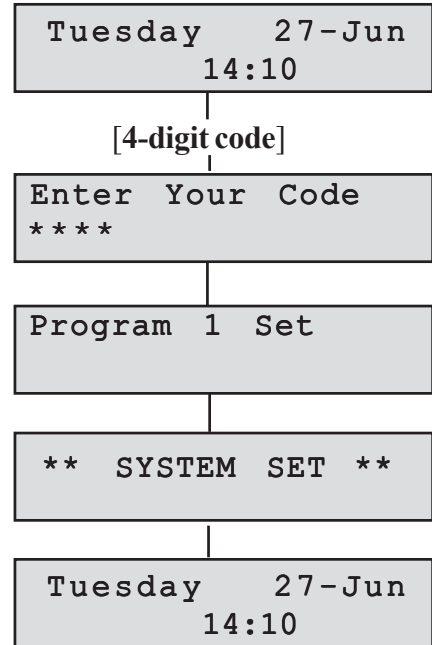 Tuesday 27-Jun
14:10
[4-digit code]
Enter Your Code
****
Program 1 Set
** SYSTEM SET **
Tuesday 27-Jun
14:10